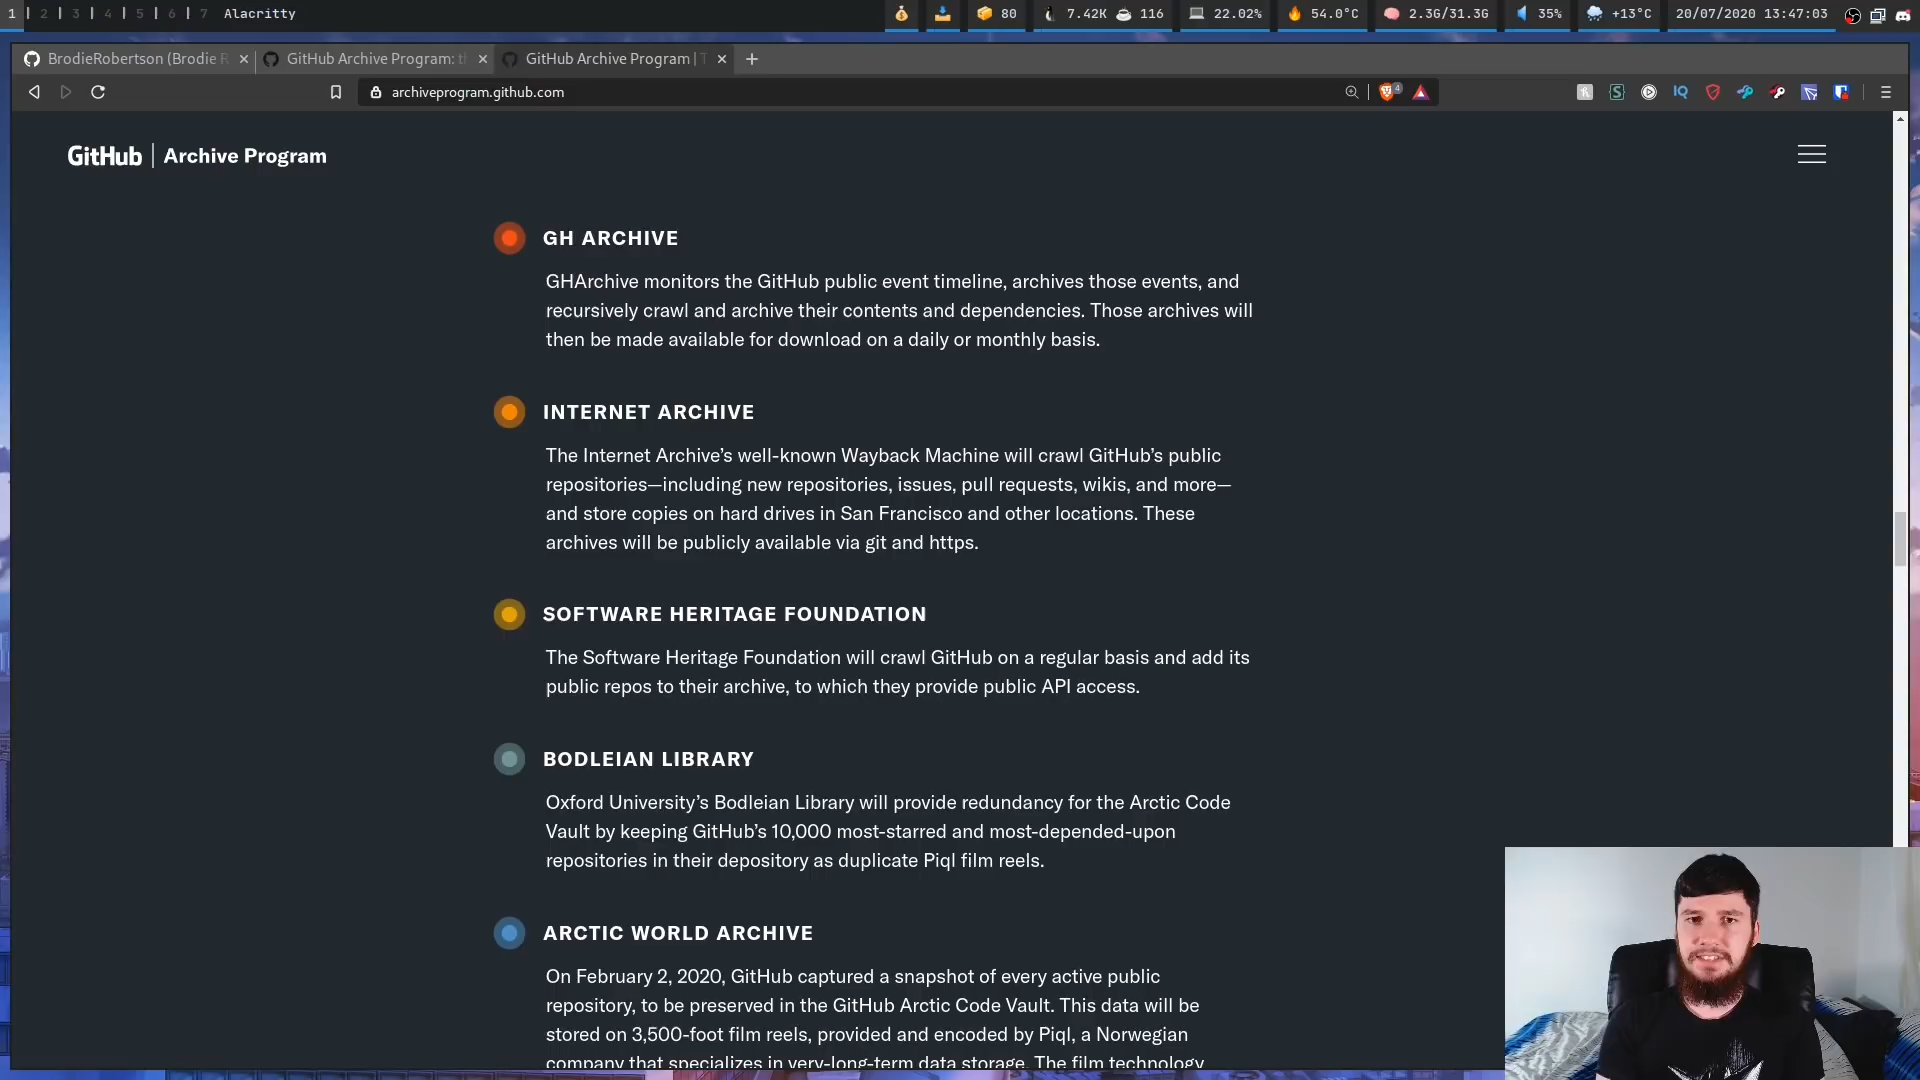 1 | 2 | 3 | 4 | 5 | 6 | 7 Alacritty
80 7.42K 116 22.02% 54.0°C 2.3G/31.3G 35% +13°C 20/07/2020 13:47:03
BrodieRobertson (Brodie R
GitHub Archive Program: t
GitHub Archive Program | T
archiveprogram.github.com
4
IQ
GitHub | Archive Program
GH ARCHIVE
GHArchive monitors the GitHub public event timeline, archives those events, and
recursively crawl and archive their contents and dependencies. Those archives will
then be made available for download on a daily or monthly basis.
INTERNET ARCHIVE
The Internet Archive’s well-known Wayback Machine will crawl GitHub’s public
repositories—including new repositories, issues, pull requests, wikis, and more—
and store copies on hard drives in San Francisco and other locations. These
archives will be publicly available via git and https.
SOFTWARE HERITAGE FOUNDATION
The Software Heritage Foundation will crawl GitHub on a regular basis and add its
public repos to their archive, to which they provide public API access.
BODLEIAN LIBRARY
Oxford University’s Bodleian Library will provide redundancy for the Arctic Code
Vault by keeping GitHub’s 10,000 most-starred and most-depended-upon
repositories in their depository as duplicate Piql film reels.
ARCTIC WORLD ARCHIVE
On February 2, 2020, GitHub captured a snapshot of every active public
repository, to be preserved in the GitHub Arctic Code Vault. This data will be
stored on 3,500-foot film reels, provided and encoded by Piql, a Norwegian
company that specializes in very-long-term data storage. The film technology